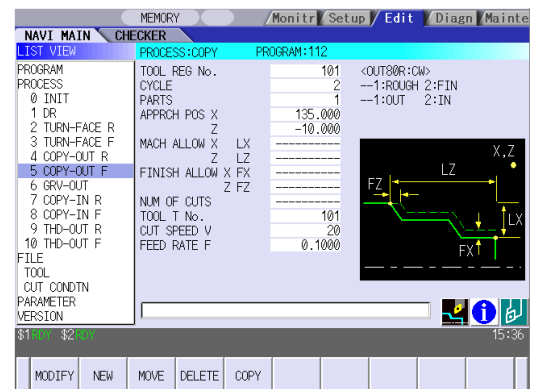 MEMORY Monitr Setup Edit Diagn Mainte
NAVI MAIN CHECKER
LIST VIEW PROCESS:COPY PROGRAM:112
PROGRAM TOOL REG No. 101 <OUT80R:CW>
PROCESS CYCLE 2 --1:ROUGH 2:FIN
0 INIT PARTS 1 --1:OUT 2:IN
1 DR APPRCH POS X 135.000
2 TURN-FACE R Z -10.000
3 TURN-FACE F MACH ALLOW X LX ----------
4 COPY-OUT R Z LZ ----------
5 COPY-OUT F FINISH ALLOW X FX ----------
6 GRV-OUT Z FZ ----------
7 COPY-IN R NUM OF CUTS ----------
8 COPY-IN F TOOL T No. 101
9 THD-OUT R CUT SPEED V 20
10 THD-OUT F FEED RATE F 0.1000
FILE
TOOL
CUT CONDTN
PARAMETER
VERSION
X,Z
LZ
FZ
LX
FX
$1 RDY $2 RDY 15:36
MODIFY NEW MOVE DELETE COPY